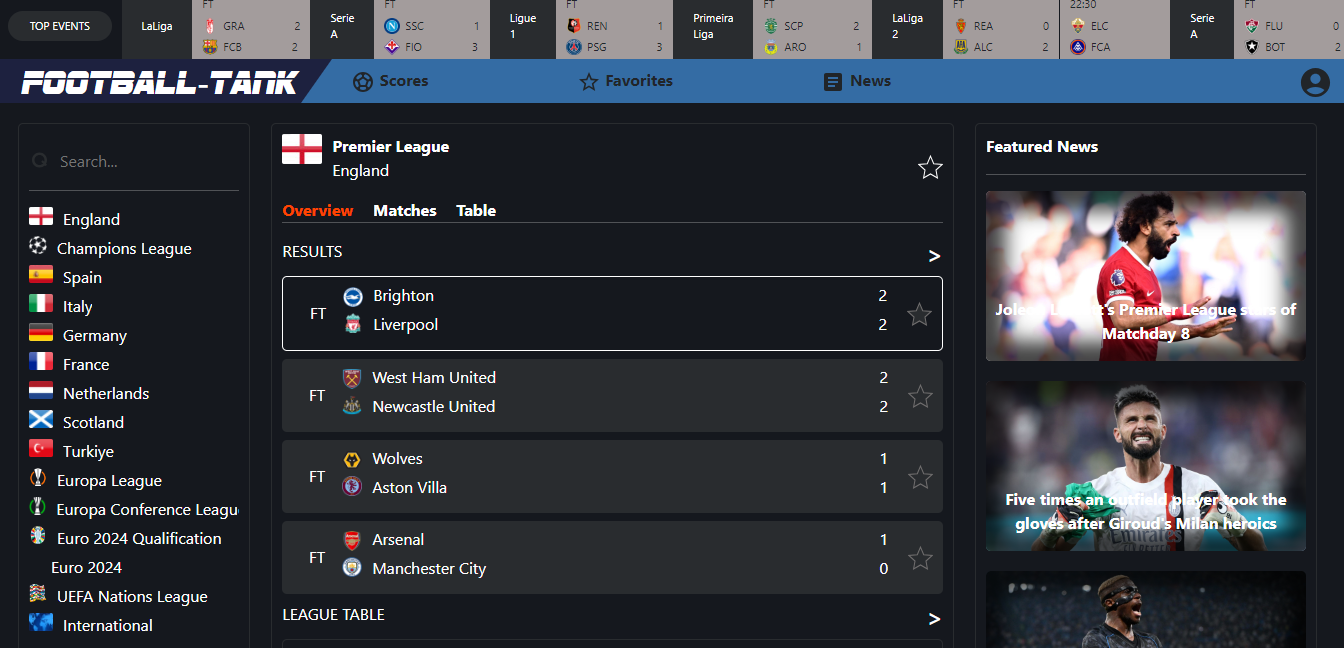 TOP EVENTS
LaLiga
FT
GRA 2
FCB 2
Serie
A
FT
SSC 1
FIO 3
Ligue
1
FT
REN 1
PSG 3
Primeira
Liga
FT
SCP 2
ARO 1
LaLiga
2
FT
REA 0
ALC 2
22:30
ELC
FCA
Serie
A
FT
FLU 0
BOT 2
FOOTBALL-TANK
Scores
Favorites
News
Search...
England
Champions League
Spain
Italy
Germany
France
Netherlands
Scotland
Turkiye
Europa League
Europa Conference Leagu
Euro 2024 Qualification
Euro 2024
UEFA Nations League
International
Premier League
England
Overview Matches Table
RESULTS >
FT
Brighton 2
Liverpool 2
FT
West Ham United 2
Newcastle United 2
FT
Wolves 1
Aston Villa 1
FT
Arsenal 1
Manchester City 0
LEAGUE TABLE >
Featured News
Premier League stars of
Matchday 8
Five times an outfield player took the
gloves after Giroud's Milan heroics
Emirates